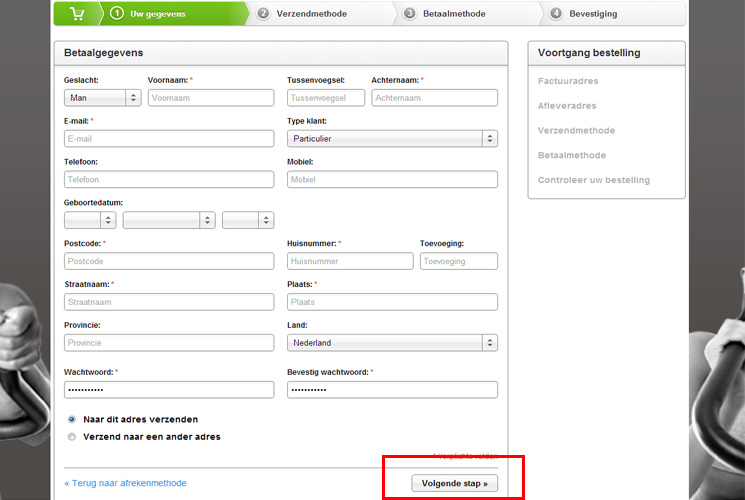 1 Uw gegevens 2 Verzendmethode 3 Betaalmethode 4 Bevestiging
Betaalgegevens
Geslacht: Voornaam: * Tussenvoegsel: Achternaam: *
Man Voornaam Tussenvoegsel Achternaam
E-mail: * Type klant:
E-mail Particulier
Telefoon: Mobiel:
Telefoon Mobiel
Geboortedatum:
Postcode: * Huisnummer: * Toevoeging:
Postcode Huisnummer Toevoeging
Straatnaam: * Plaats: *
Straatnaam Plaats
Provincie: Land:
Provincie Nederland
Wachtwoord: * Bevestig wachtwoord: *
••••••••••• •••••••••••
Naar dit adres verzenden
Verzend naar een ander adres
* Verplichte velden
« Terug naar afrekenmethode Volgende stap »
Voortgang bestelling
Factuuradres
Afleveradres
Verzendmethode
Betaalmethode
Controleer uw bestelling